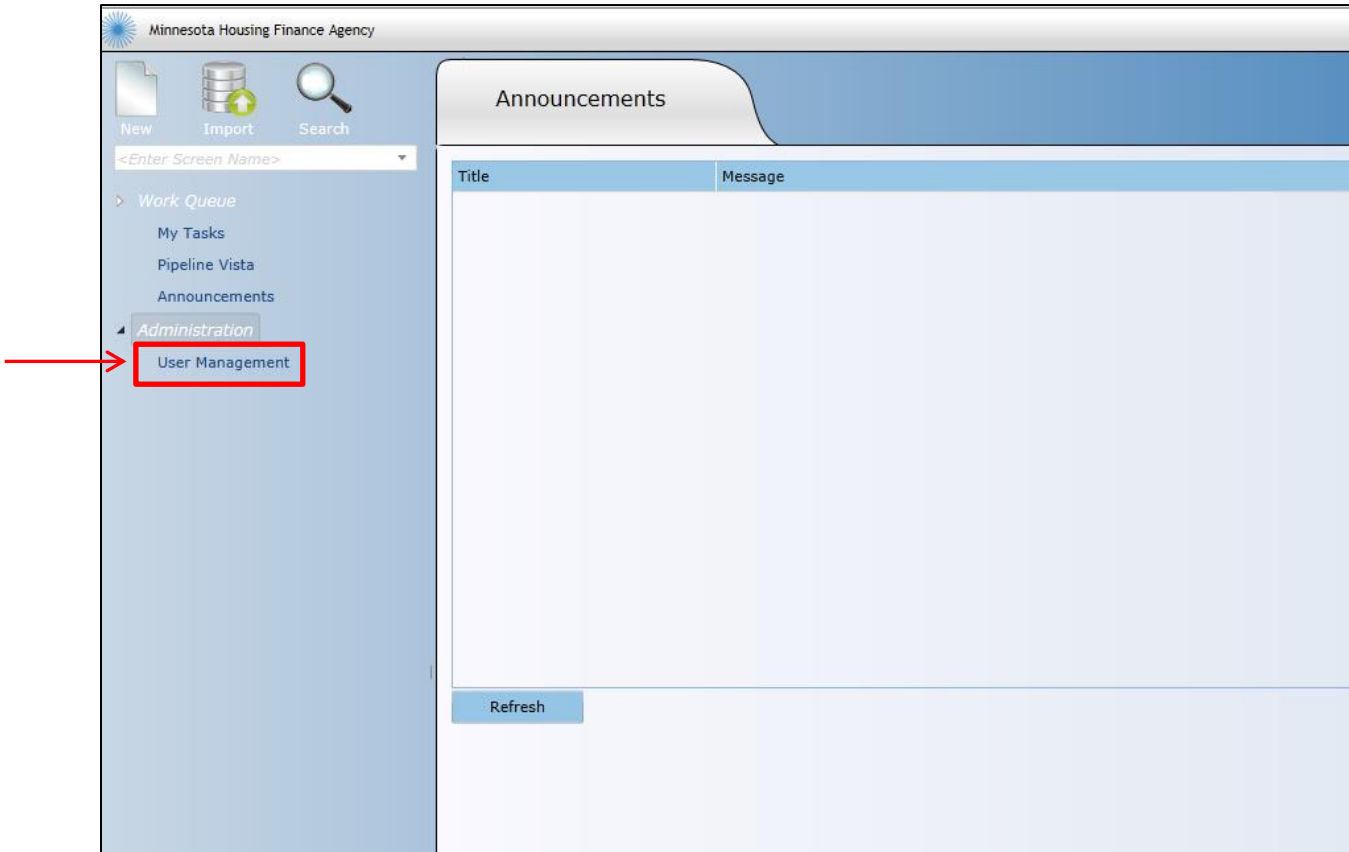 Minnesota Housing Finance Agency
New Import Search
<Enter Screen Name>
Work Queue
My Tasks
Pipeline Vista
Announcements
Administration
User Management
Announcements
Title Message
Refresh